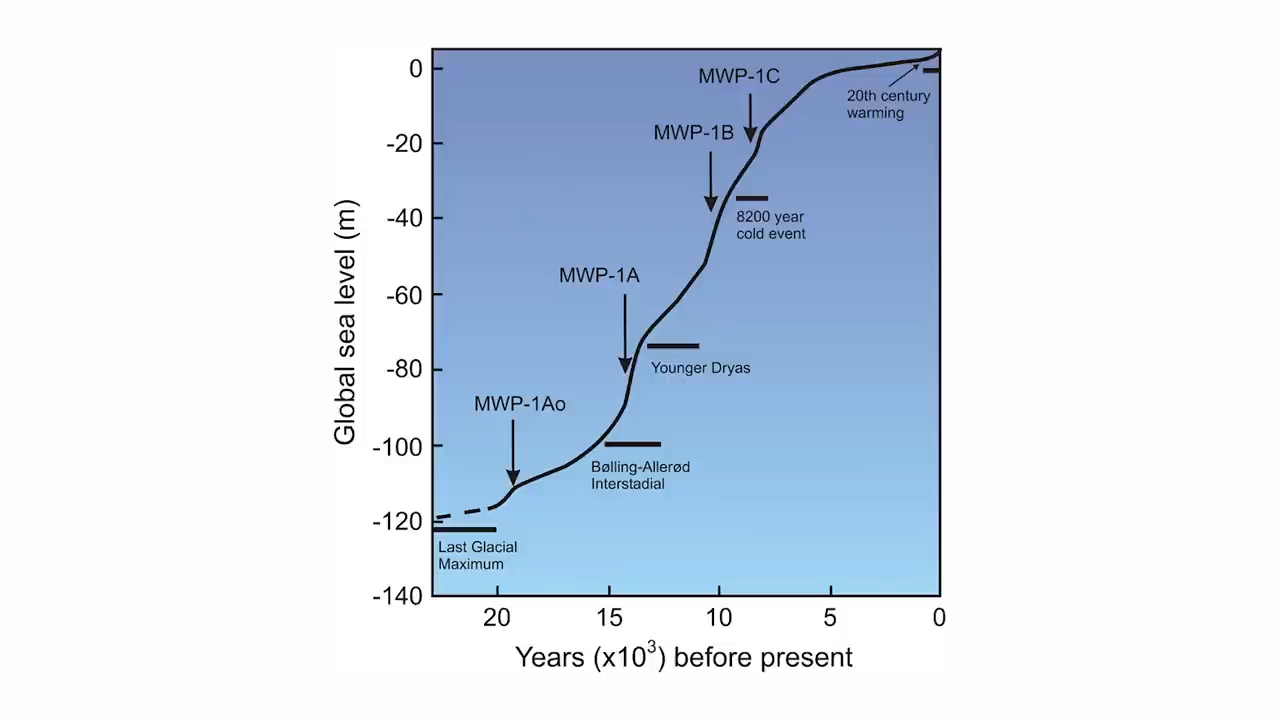 0
-20
-40
-60
-80
-100
-120
-140
Global sea level (m)
MWP-1C
20th century
warming
MWP-1B
8200 year
cold event
MWP-1A
Younger Dryas
MWP-1Ao
Bølling-Allerød
Interstadial
Last Glacial
Maximum
20 15 10 5 0
Years (x10³) before present